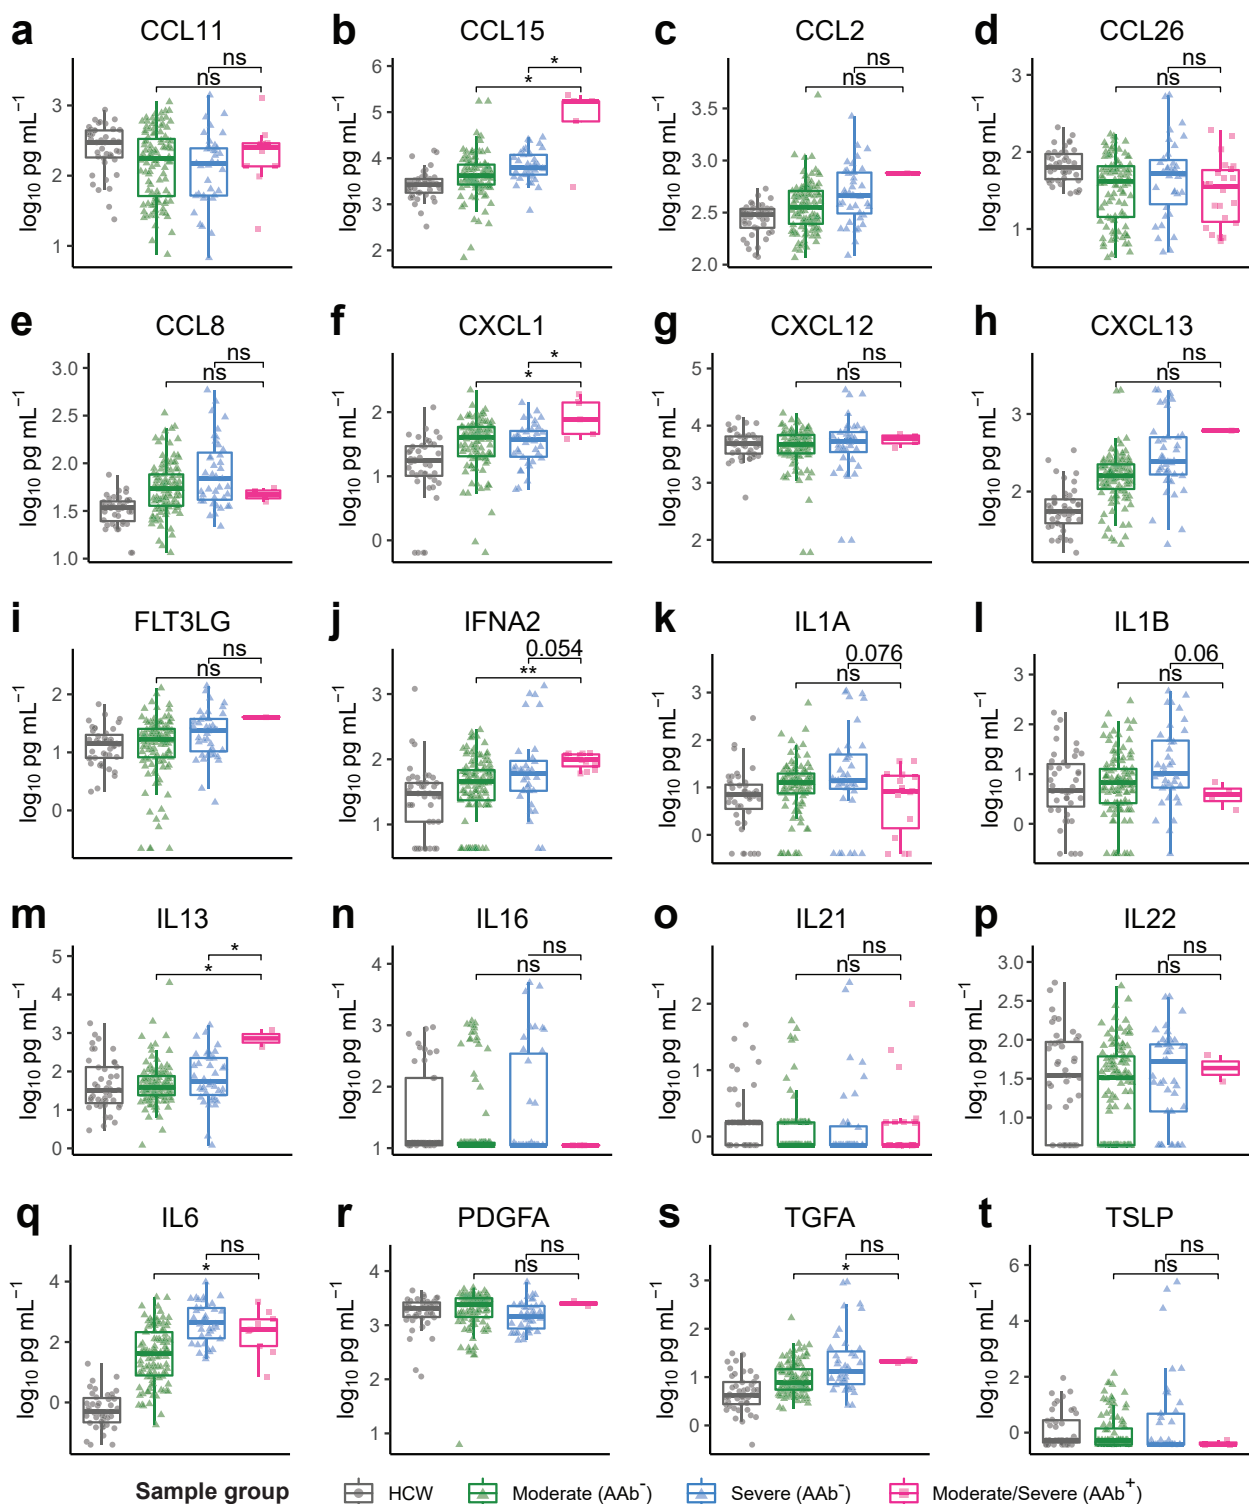 a CCL11 b CCL15 c CCL2 d CCL26
log10 pg mL−1 3 2 1 ns ns
log10 pg mL−1 6 5 4 3 2 * *
log10 pg mL−1 3.5 3.0 2.5 2.0 ns ns
log10 pg mL−1 3 2 1 ns ns
e CCL8 f CXCL1 g CXCL12 h CXCL13
log10 pg mL−1 3.0 2.5 2.0 1.5 1.0 ns ns
log10 pg mL−1 2 1 0 * *
log10 pg mL−1 5 4 3 2 ns ns
log10 pg mL−1 3 2 ns ns
i FLT3LG j IFNA2 k IL1A l IL1B
log10 pg mL−1 2 1 0 ns ns
log10 pg mL−1 3 2 1 0.054 **
log10 pg mL−1 3 2 1 0 0.076 ns
log10 pg mL−1 3 2 1 0 0.06 ns
m IL13 n IL16 o IL21 p IL22
log10 pg mL−1 5 4 3 2 1 0 * *
log10 pg mL−1 4 3 2 1 ns ns
log10 pg mL−1 2 1 0 ns ns
log10 pg mL−1 3.0 2.5 2.0 1.5 1.0 ns ns
q IL6 r PDGFA s TGFA t TSLP
log10 pg mL−1 4 2 0 ns *
log10 pg mL−1 4 3 2 1 ns ns
log10 pg mL−1 3 2 1 0 ns *
log10 pg mL−1 6 4 2 0 ns ns
Sample group HCW Moderate (AAb-) Severe (AAb-) Moderate/Severe (AAb+)